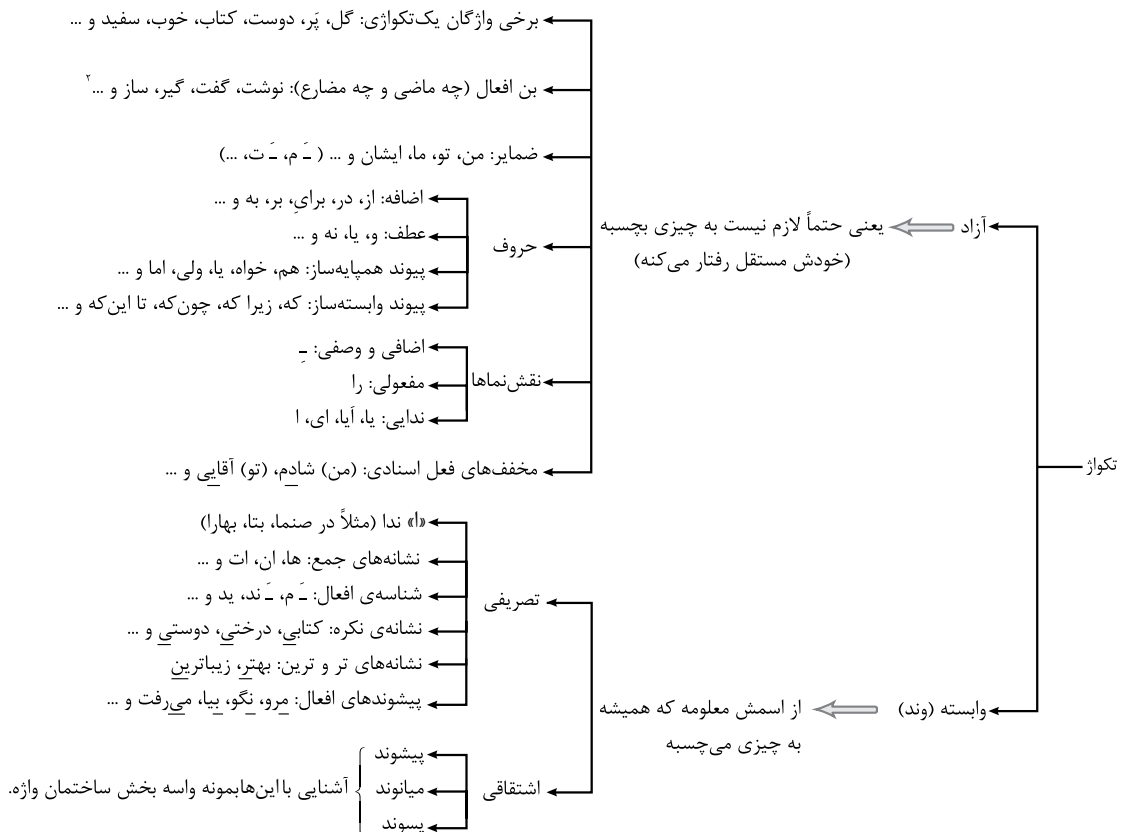 تکواژ
آزاد
یعنی حتماً لازم نیست به چیزی بچسبه
(خودش مستقل رفتار می‌کنه)
برخی واژگان یک‌تکواژی: گل، پَر، دوست، کتاب، خوب، سفید و ...
بن افعال (چه ماضی و چه مضارع): نوشت، گفت، گیر، ساز و ...۲
ضمایر: من، تو، ما، ایشان و ... ( ـَ م، ـَ ت، ...)
حروف
اضافه: از، در، برایِ، بر، به و ...
عطف: و، یا، نه و ...
پیوند همپایه‌ساز: هم، خواه، یا، ولی، اما و ...
پیوند وابسته‌ساز: که، زیرا که، چون‌که، تا این‌که و ...
نقش‌نماها
اضافی و وصفی: ـِ
مفعولی: را
ندایی: یا، اَیا، ای، ا
مخفف‌های فعل اسنادی: (من) شادم، (تو) آقایی و ...
وابسته (وند)
از اسمش معلومه که همیشه
به چیزی می‌چسبه
تصریفی
«ا» ندا (مثلاً در صنما، بتا، بهارا)
نشانه‌های جمع: ها، ان، ات و ...
شناسه‌ی افعال: ـَ م، ـَ ند، ید و ...
نشانه‌ی نکره: کتابی، درختی، دوستی و ...
نشانه‌های تر و ترین: بهتر، زیباترین
پیشوندهای افعال: مرو، نگو، بیا، می‌رفت و ...
اشتقاقی
پیشوند
میانوند
پسوند
آشنایی با این‌ها بمونه واسه بخش ساختمان واژه.